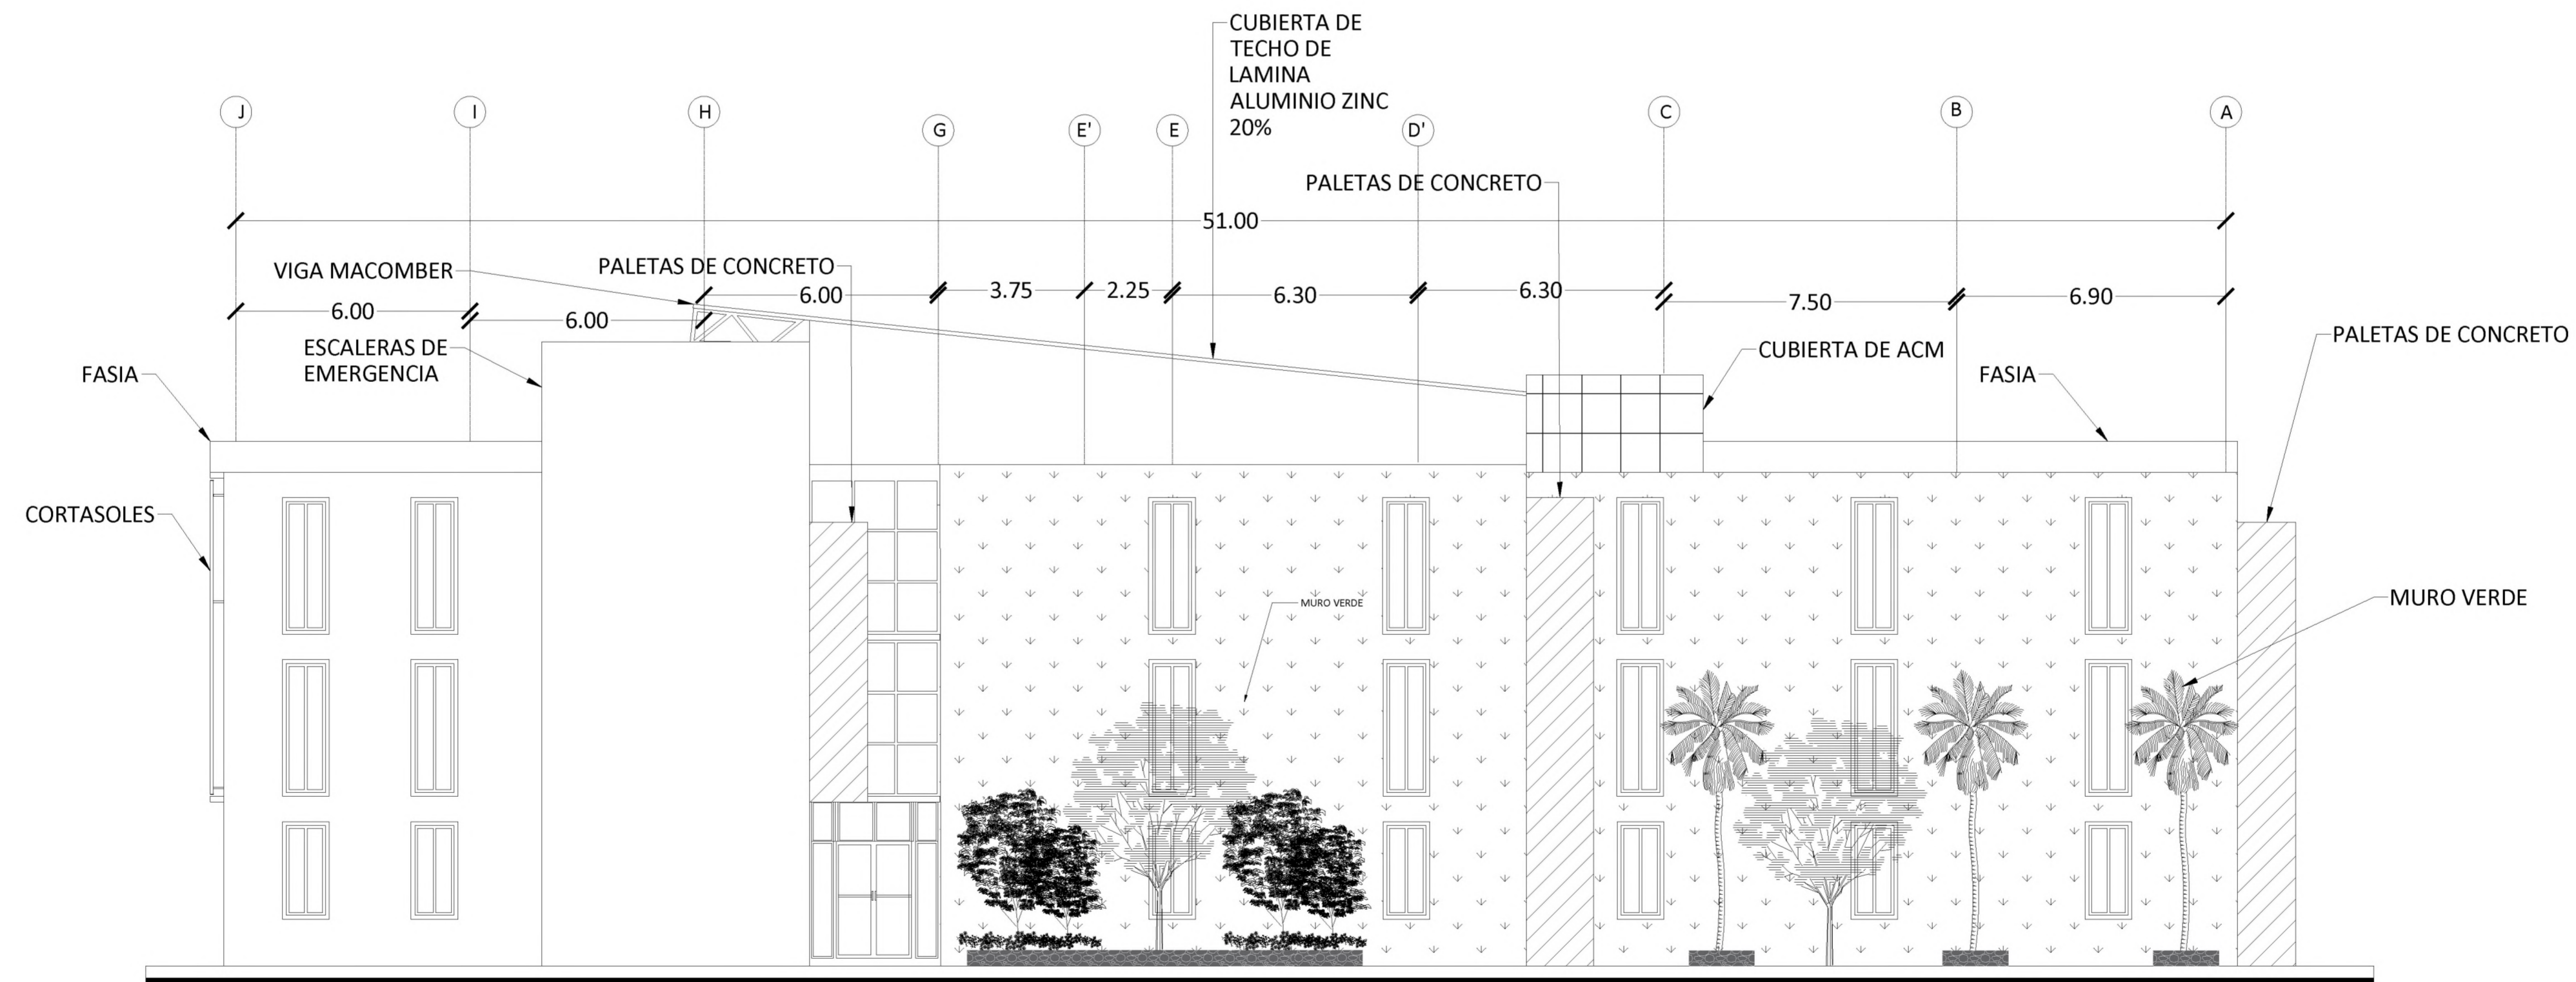 CUBIERTA DE
TECHO DE
LAMINA
ALUMINIO ZINC
20%
J
I
H
G
E'
E
D'
C
B
A
PALETAS DE CONCRETO
51.00
VIGA MACOMBER
PALETAS DE CONCRETO
6.00
6.00
6.00
3.75
2.25
6.30
6.30
7.50
6.90
ESCALERAS DE
EMERGENCIA
FASIA
CUBIERTA DE ACM
FASIA
PALETAS DE CONCRETO
CORTASOLES
MURO VERDE
MURO VERDE